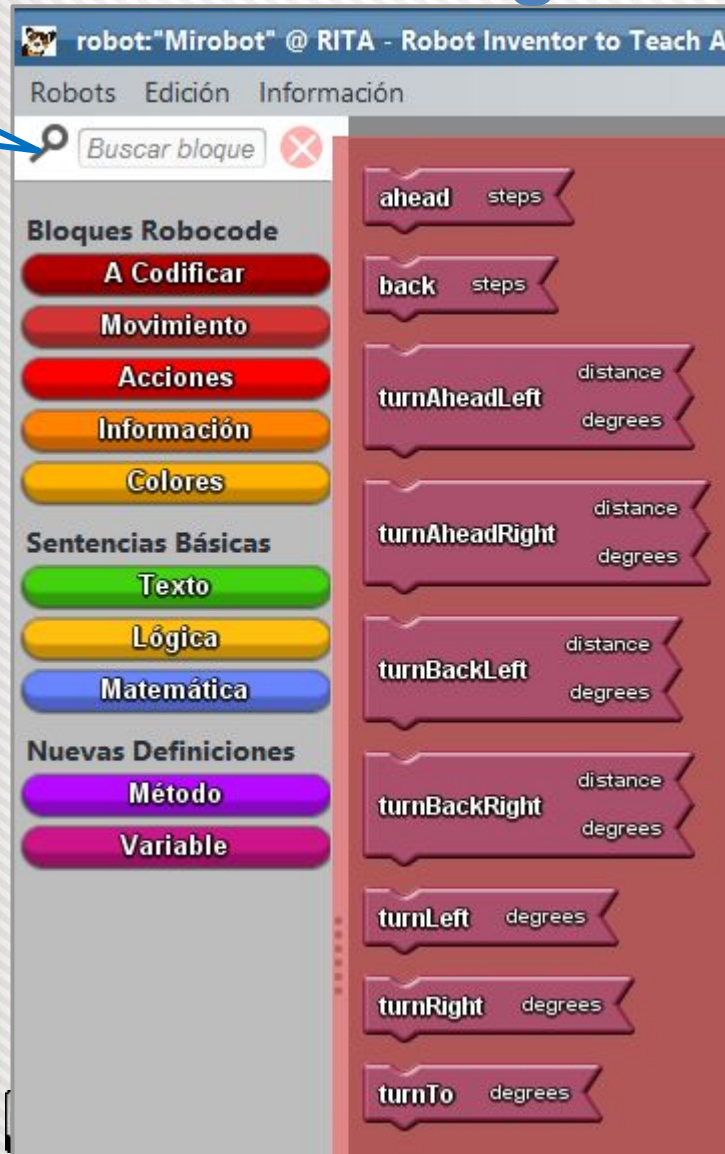 robot:"Mirobot" @ RITA - Robot Inventor to Teach A
Robots Edición Información
Buscar bloque
Bloques Robocode
A Codificar
Movimiento
Acciones
Información
Colores
Sentencias Básicas
Texto
Lógica
Matemática
Nuevas Definiciones
Método
Variable
ahead steps
back steps
turnAheadLeft distance degrees
turnAheadRight distance degrees
turnBackLeft distance degrees
turnBackRight distance degrees
turnLeft degrees
turnRight degrees
turnTo degrees